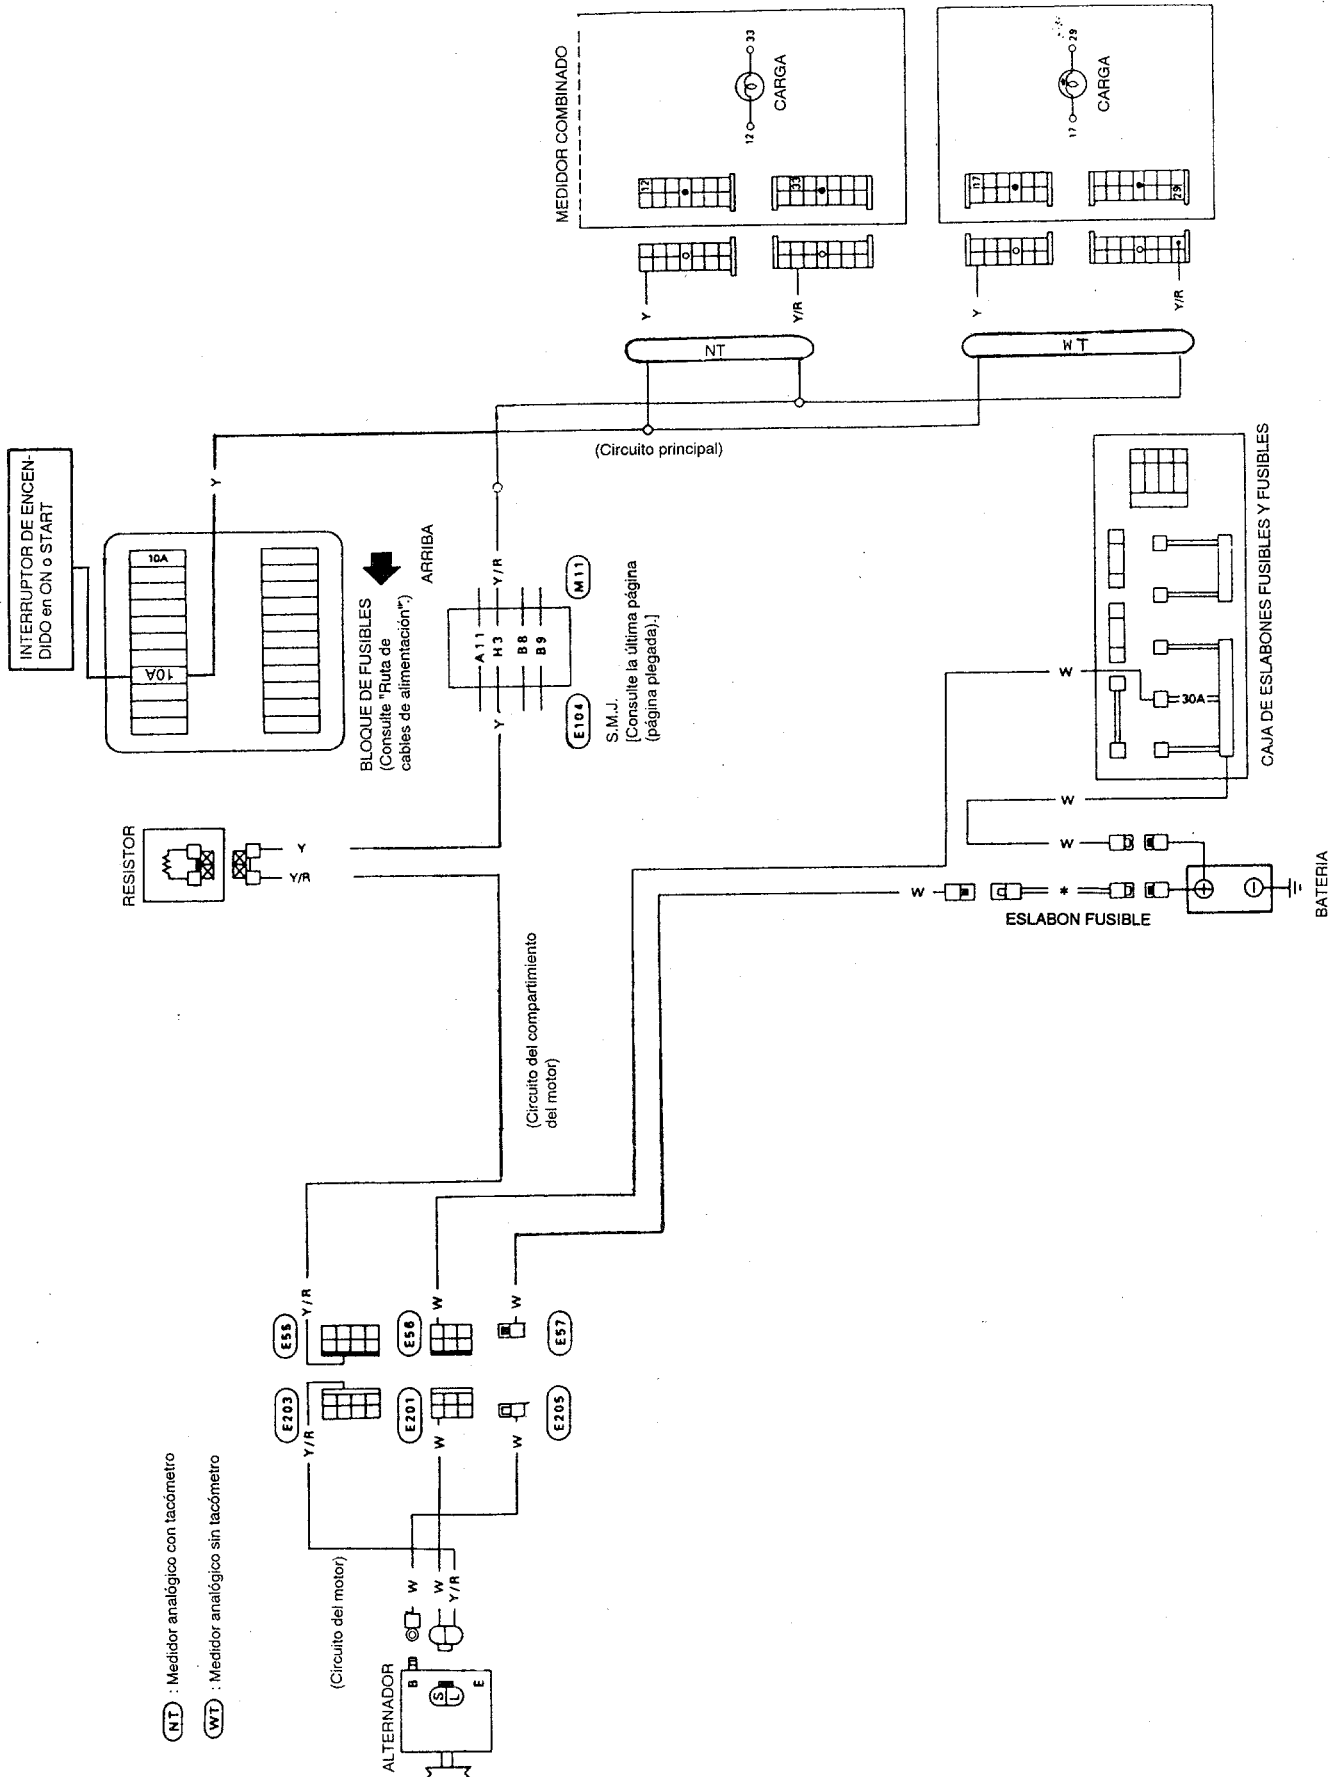 NT : Medidor analógico con tacómetro
WT : Medidor analógico sin tacómetro
INTERRUPTOR DE ENCEN-
DIDO en ON o START
10A
10A
Y
BLOQUE DE FUSIBLES
(Consulte "Ruta de
cables de alimentación".)
ARRIBA
RESISTOR
Y
Y/R
MEDIDOR COMBINADO
12
33
CARGA
12
33
Y
Y/R
NT
17
29
CARGA
17
29
Y
Y/R
WT
(Circuito principal)
A11
H3
B8
B9
Y
Y/R
E104
M11
S.M.J.
[Consulte la última página
(página plegada).]
(Circuito del compartimiento
del motor)
(Circuito del motor)
ALTERNADOR
B
S
L
E
W
W
Y/R
Y/R
W
W
E203
E201
E205
E55
E56
E57
Y/R
W
W
W
W
W
W
30A
CAJA DE ESLABONES FUSIBLES Y FUSIBLES
*
ESLABON FUSIBLE
BATERIA